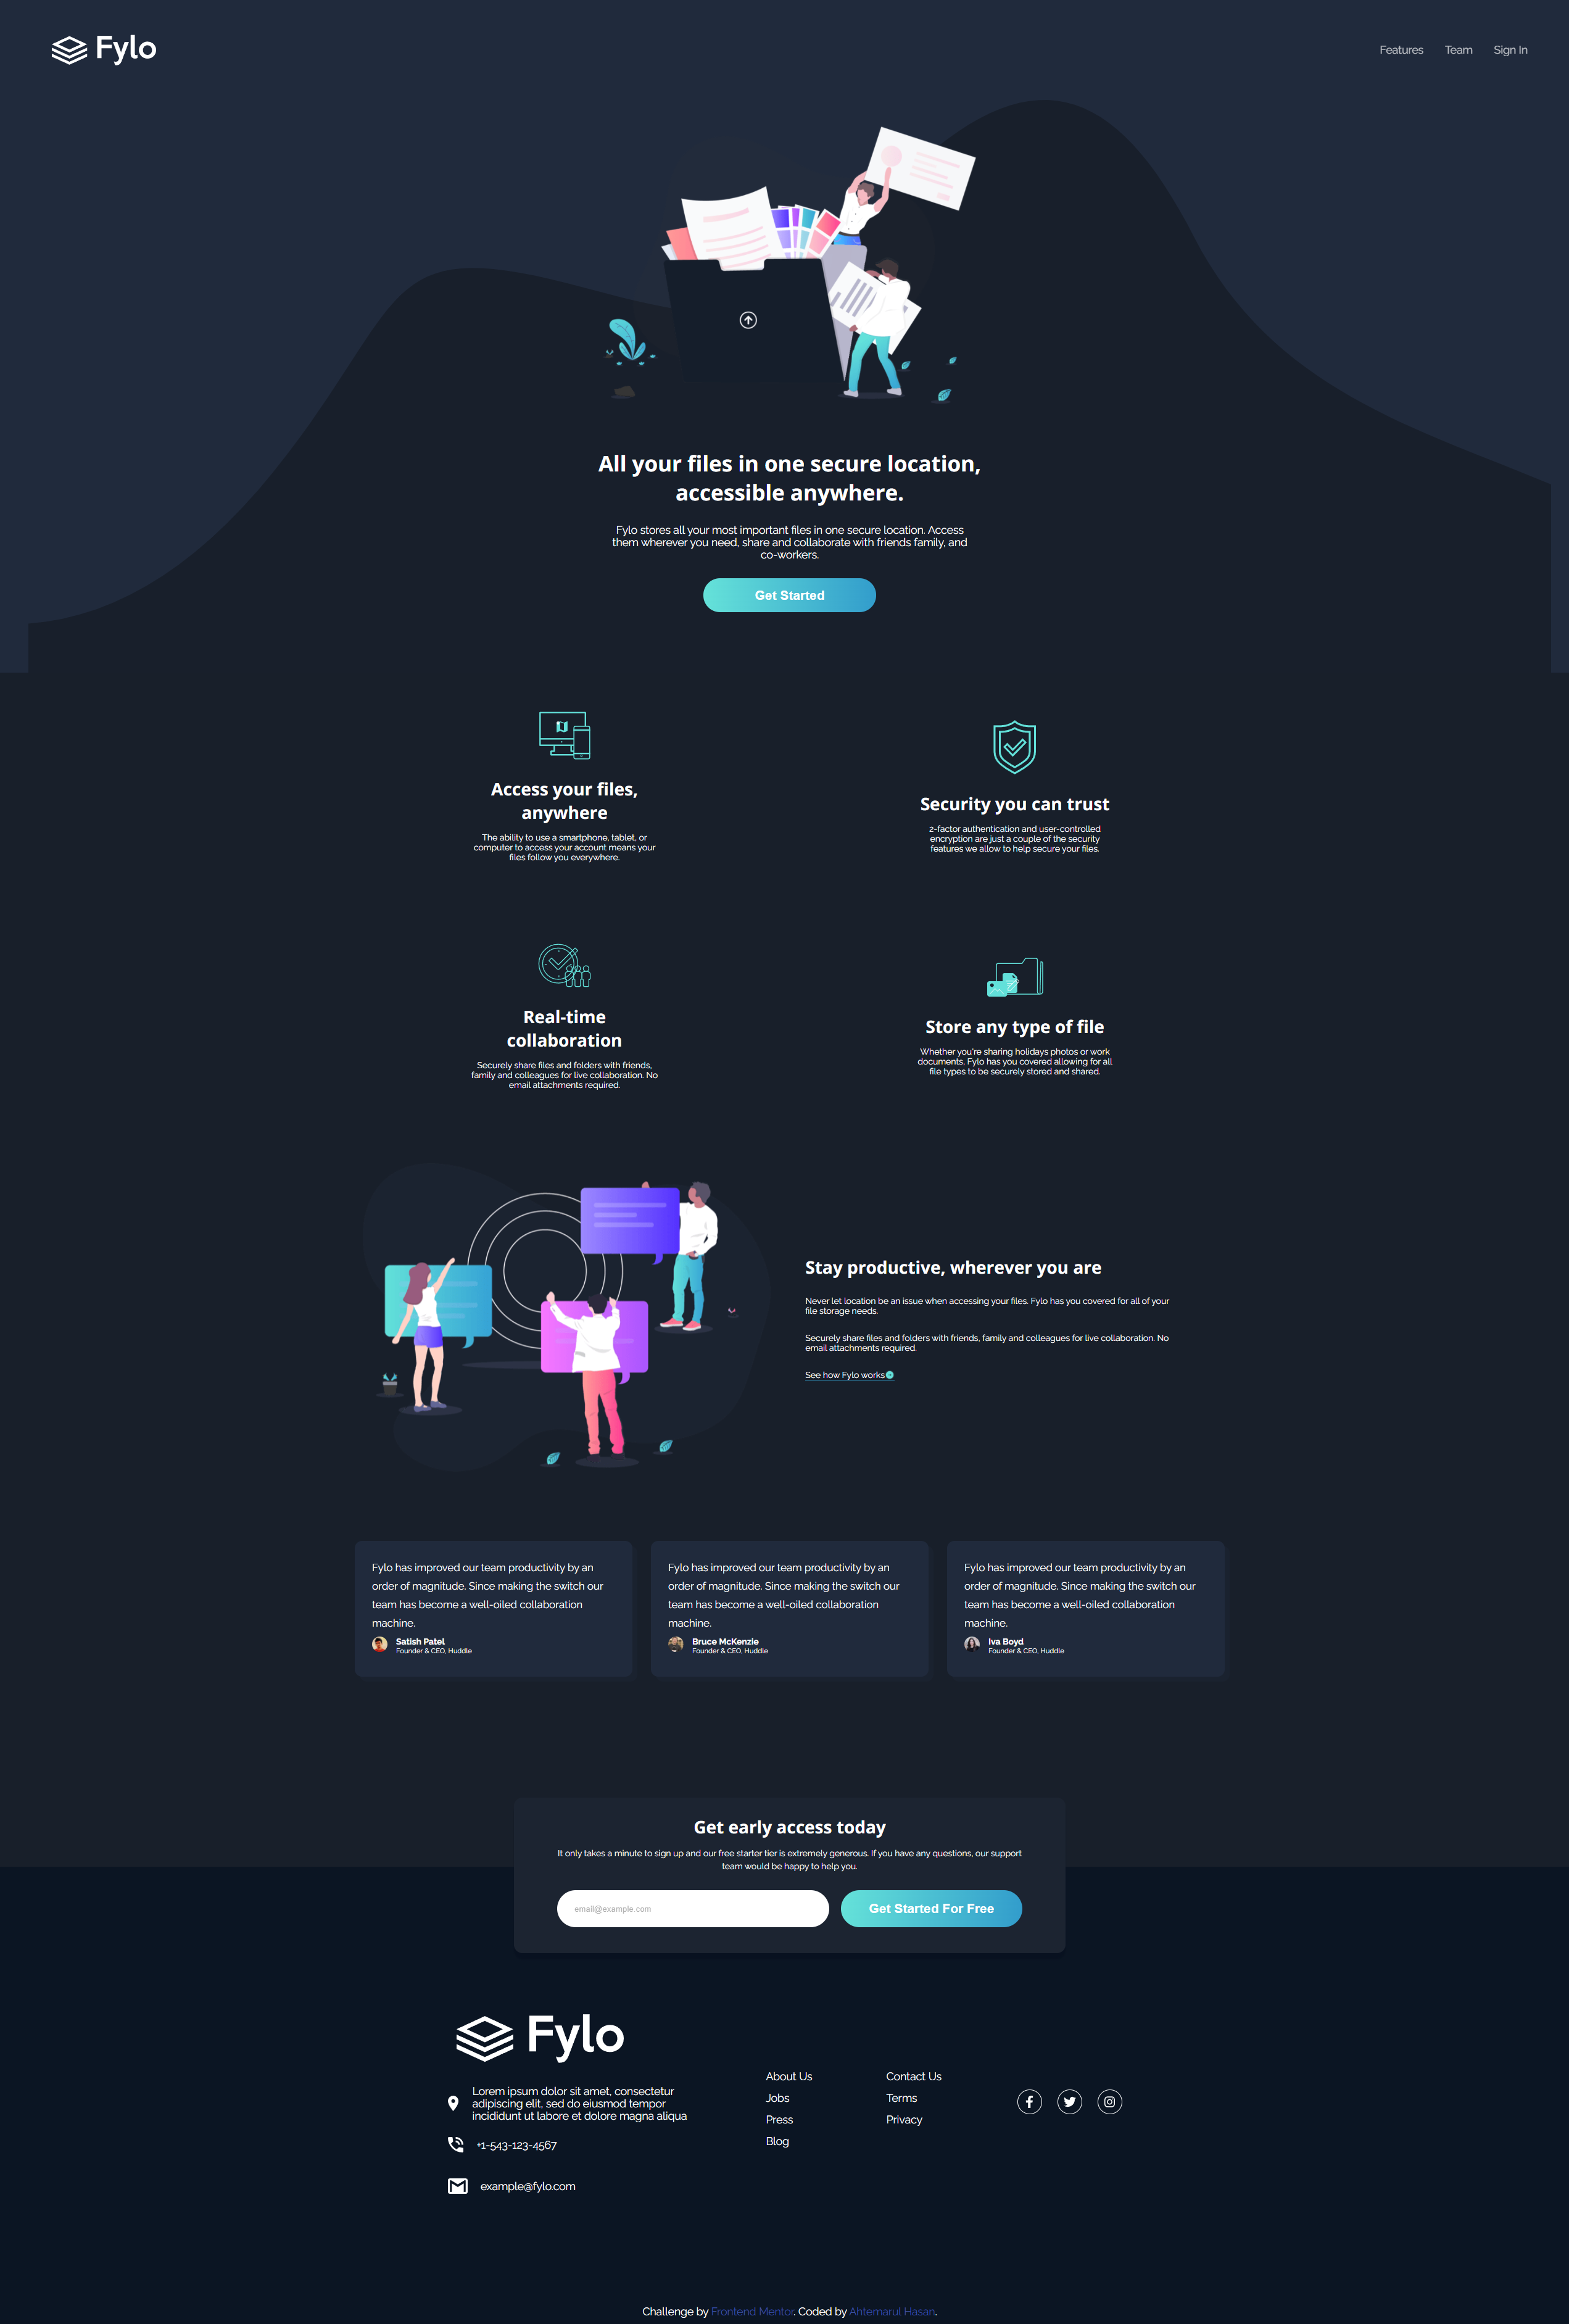 Fylo
Features Team Sign In
All your files in one secure location,
accessible anywhere.
Fylo stores all your most important files in one secure location. Access
them wherever you need, share and collaborate with friends family, and
co-workers.
Get Started
Access your files,
anywhere
The ability to use a smartphone, tablet, or
computer to access your account means your
files follow you everywhere.
Security you can trust
2-factor authentication and user-controlled
encryption are just a couple of the security
features we allow to help secure your files.
Real-time
collaboration
Securely share files and folders with friends,
family and colleagues for live collaboration. No
email attachments required.
Store any type of file
Whether you're sharing holidays photos or work
documents, Fylo has you covered allowing for all
file types to be securely stored and shared.
Stay productive, wherever you are
Never let location be an issue when accessing your files. Fylo has you covered for all of your
file storage needs.
Securely share files and folders with friends, family and colleagues for live collaboration. No
email attachments required.
See how Fylo works
Fylo has improved our team productivity by an
order of magnitude. Since making the switch our
team has become a well-oiled collaboration
machine.
Satish Patel
Founder & CEO, Huddle
Fylo has improved our team productivity by an
order of magnitude. Since making the switch our
team has become a well-oiled collaboration
machine.
Bruce McKenzie
Founder & CEO, Huddle
Fylo has improved our team productivity by an
order of magnitude. Since making the switch our
team has become a well-oiled collaboration
machine.
Iva Boyd
Founder & CEO, Huddle
Get early access today
It only takes a minute to sign up and our free starter tier is extremely generous. If you have any questions, our support
team would be happy to help you.
email@example.com
Get Started For Free
Fylo
Lorem ipsum dolor sit amet, consectetur
adipiscing elit, sed do eiusmod tempor
incididunt ut labore et dolore magna aliqua
+1-543-123-4567
example@fylo.com
About Us
Jobs
Press
Blog
Contact Us
Terms
Privacy
Challenge by Frontend Mentor. Coded by Ahtemarul Hasan.